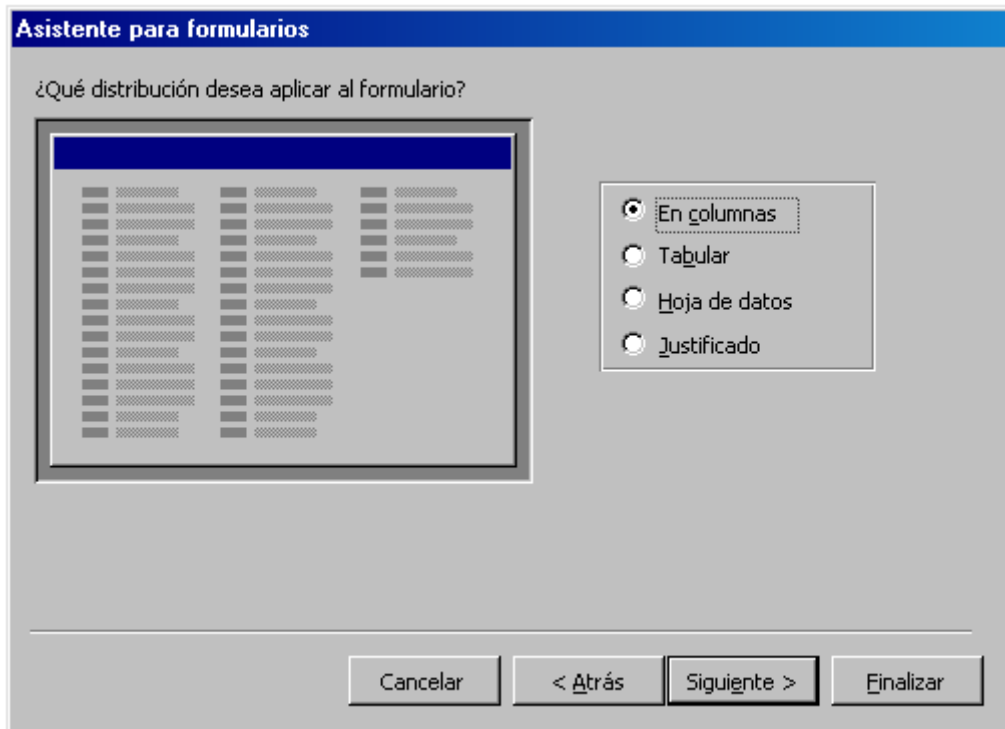 Asistente para formularios
¿Qué distribución desea aplicar al formulario?
En columnas
Tabular
Hoja de datos
Justificado
Cancelar
< Atrás
Siguiente >
Finalizar